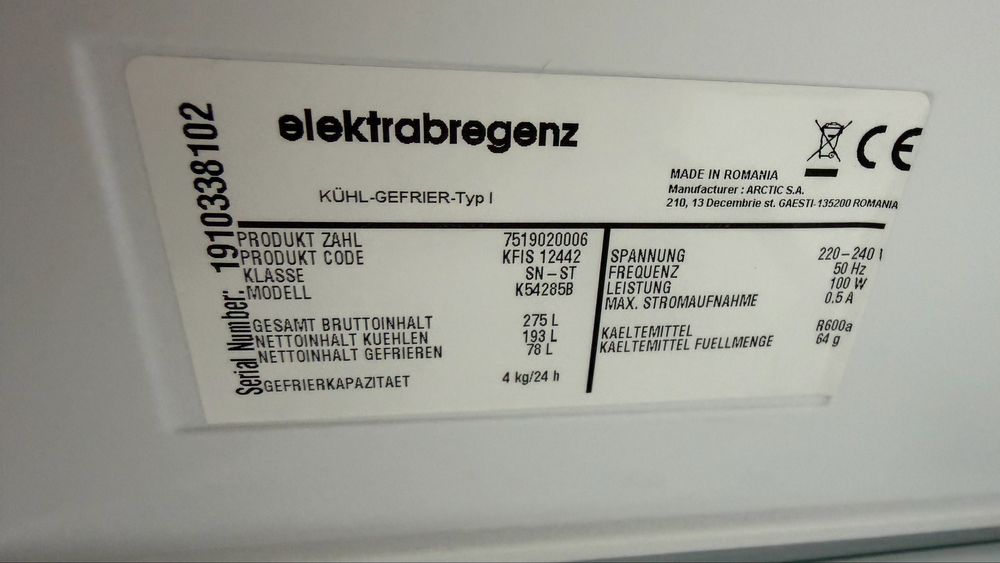 elektrabregenz
KÜHL-GEFRIER-Typ I
MADE IN ROMANIA
Manufacturer : ARCTIC S.A.
210, 13 Decembrie st. GAESTI-135200 ROMANIA
CE
Serial Number: 1910338102
PRODUKT ZAHL 7519020006
PRODUKT CODE KFIS 12442
KLASSE SN-ST
MODELL K54285B
GESAMT BRUTTOINHALT 275 L
NETTOINHALT KUEHLEN 193 L
NETTOINHALT GEFRIEREN 78 L
GEFRIERKAPAZITAET 4 kg/24 h
SPANNUNG 220-240 V
FREQUENZ 50 Hz
LEISTUNG 100 W
MAX. STROMAUFNAHME 0.5 A
KAELTEMITTEL R600a
KAELTEMITTEL FUELLMENGE 64 g